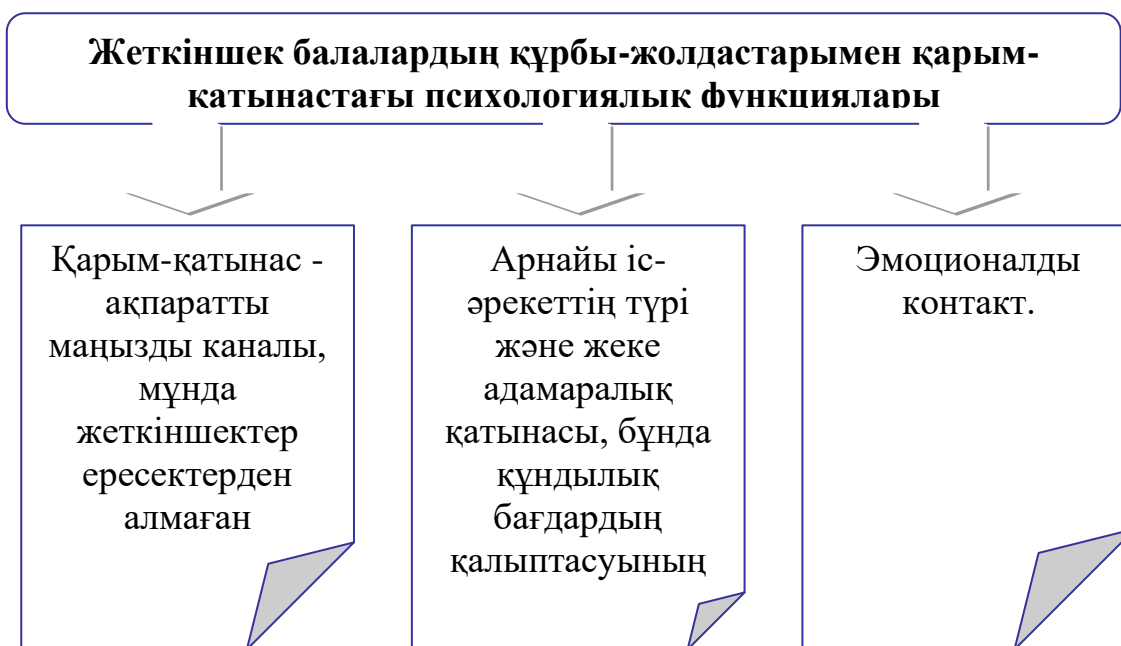 Жеткіншек балалардың құрбы-жолдастарымен қарым-
қатынастағы психологиялық функциялары
Қарым-қатынас -
ақпаратты
маңызды каналы,
мұнда
жеткіншектер
ересектерден
алмаған
Арнайы іс-
әрекеттің түрі
және жеке
адамаралық
қатынасы, бұнда
құндылық
бағдардың
қалыптасуының
Эмоционалды
контакт.